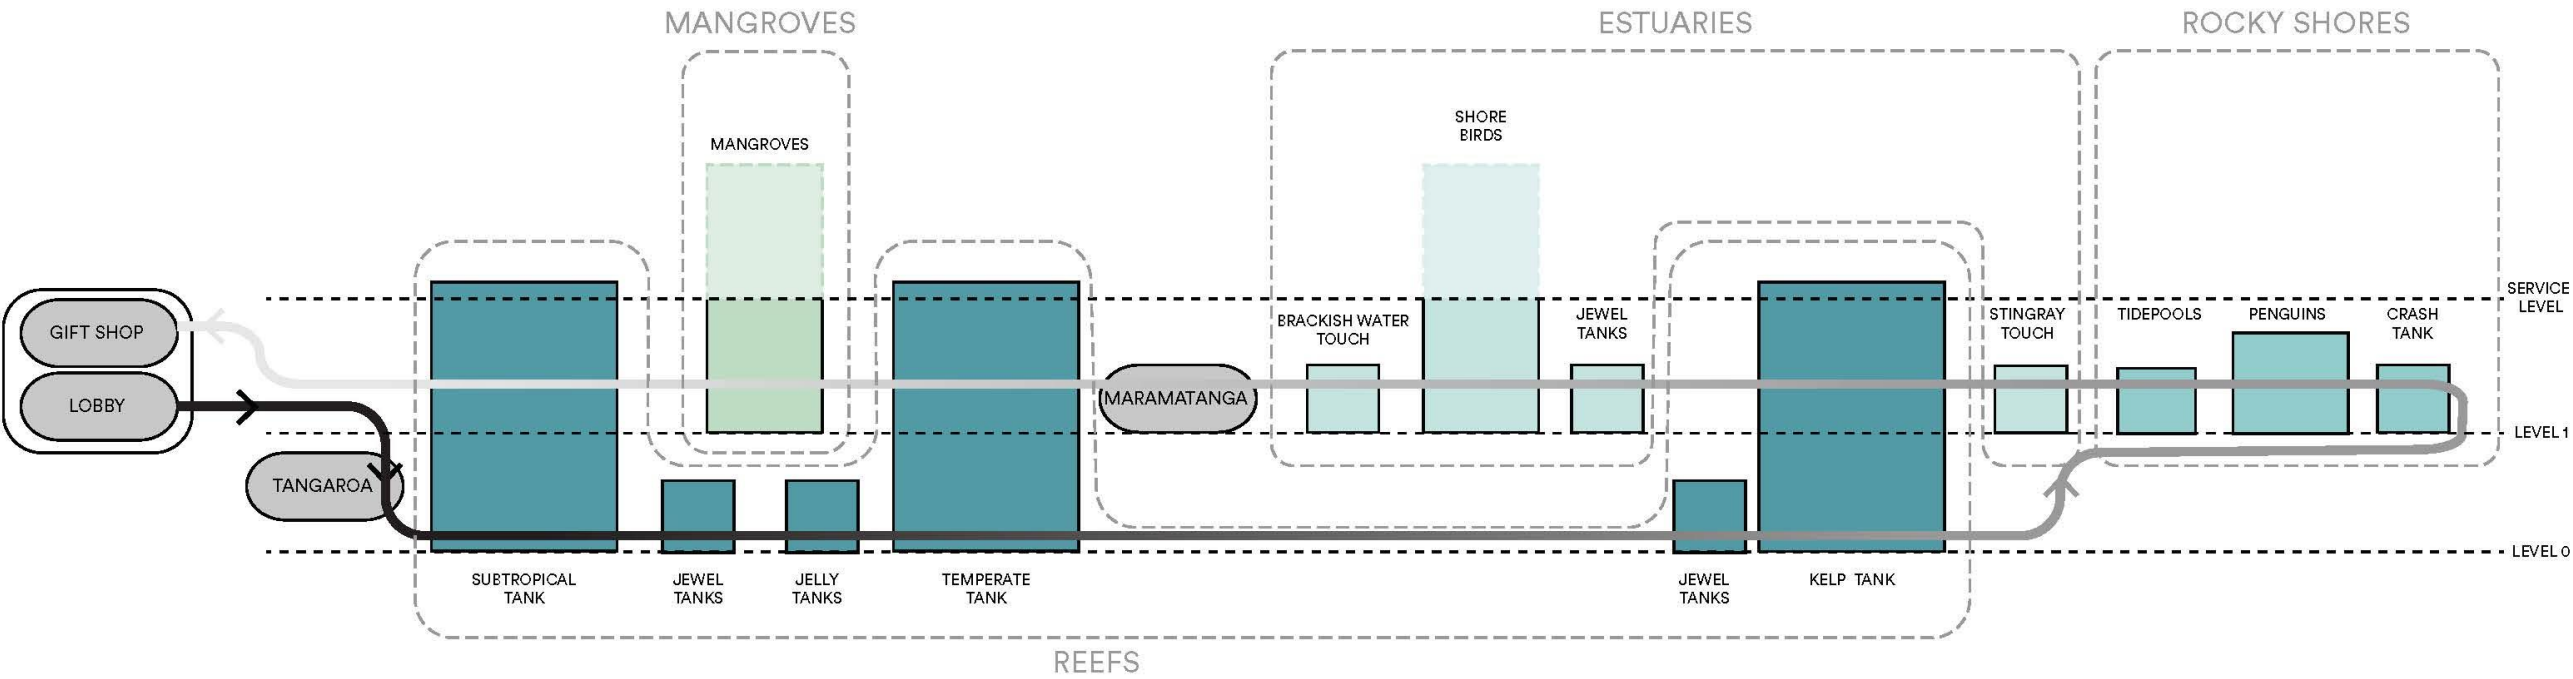 MANGROVES
ESTUARIES
ROCKY SHORES
MANGROVES
SHORE
BIRDS
SERVICE
LEVEL
GIFT SHOP
BRACKISH WATER
TOUCH
JEWEL
TANKS
STINGRAY
TOUCH
TIDEPOOLS
PENGUINS
CRASH
TANK
LOBBY
MARAMATANGA
LEVEL 1
TANGAROA
LEVEL 0
SUBTROPICAL
TANK
JEWEL
TANKS
JELLY
TANKS
TEMPERATE
TANK
JEWEL
TANKS
KELP TANK
REEFS